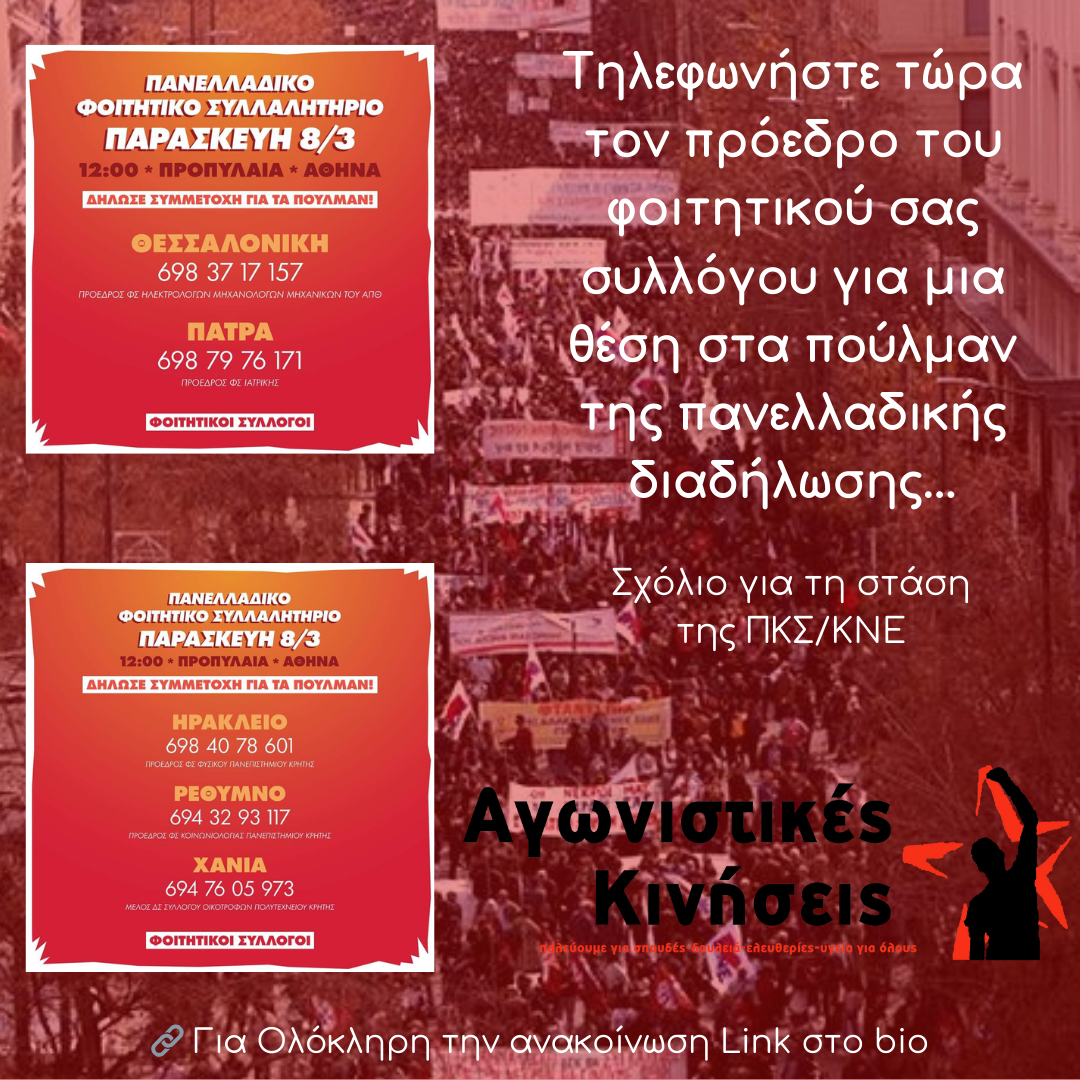 ΠΑΝΕΛΛΑΔΙΚΟ
ΦΟΙΤΗΤΙΚΟ ΣΥΛΛΑΛΗΤΗΡΙΟ
ΠΑΡΑΣΚΕΥΗ 8/3
12:00 * ΠΡΟΠΥΛΑΙΑ * ΑΘΗΝΑ
ΔΗΛΩΣΕ ΣΥΜΜΕΤΟΧΗ ΓΙΑ ΤΑ ΠΟΥΛΜΑΝ!
ΘΕΣΣΑΛΟΝΙΚΗ
698 37 17 157
ΠΡΟΕΔΡΟΣ ΦΣ ΗΛΕΚΤΡΟΛΟΓΩΝ ΜΗΧΑΝΟΛΟΓΩΝ ΜΗΧΑΝΙΚΩΝ ΤΟΥ ΑΠΘ
ΠΑΤΡΑ
698 79 76 171
ΠΡΟΕΔΡΟΣ ΦΣ ΙΑΤΡΙΚΗΣ
ΦΟΙΤΗΤΙΚΟΙ ΣΥΛΛΟΓΟΙ
Τηλεφωνήστε τώρα
τον πρόεδρο του
φοιτητικού σας
συλλόγου για μια
θέση στα πούλμαν
της πανελλαδικής
διαδήλωσης...
Σχόλιο για τη στάση
της ΠΚΣ/ΚΝΕ
ΠΑΝΕΛΛΑΔΙΚΟ
ΦΟΙΤΗΤΙΚΟ ΣΥΛΛΑΛΗΤΗΡΙΟ
ΠΑΡΑΣΚΕΥΗ 8/3
12:00 * ΠΡΟΠΥΛΑΙΑ * ΑΘΗΝΑ
ΔΗΛΩΣΕ ΣΥΜΜΕΤΟΧΗ ΓΙΑ ΤΑ ΠΟΥΛΜΑΝ!
ΗΡΑΚΛΕΙΟ
698 40 78 601
ΠΡΟΕΔΡΟΣ ΦΣ ΦΥΣΙΚΟΥ ΠΑΝΕΠΙΣΤΗΜΙΟΥ ΚΡΗΤΗΣ
ΡΕΘΥΜΝΟ
694 32 93 117
ΠΡΟΕΔΡΟΣ ΦΣ ΚΟΙΝΩΝΙΟΛΟΓΙΑΣ ΠΑΝΕΠΙΣΤΗΜΙΟΥ ΚΡΗΤΗΣ
ΧΑΝΙΑ
694 76 05 973
ΜΕΛΟΣ ΔΣ ΣΥΛΛΟΓΟΥ ΟΙΚΟΤΡΟΦΩΝ ΠΟΛΥΤΕΧΝΕΙΟΥ ΚΡΗΤΗΣ
ΦΟΙΤΗΤΙΚΟΙ ΣΥΛΛΟΓΟΙ
Αγωνιστικές
Κινήσεις
παλεύουμε για σπουδές-δουλειά-ελευθερίες-υγεία για όλους
Για Ολόκληρη την ανακοίνωση Link στο bio